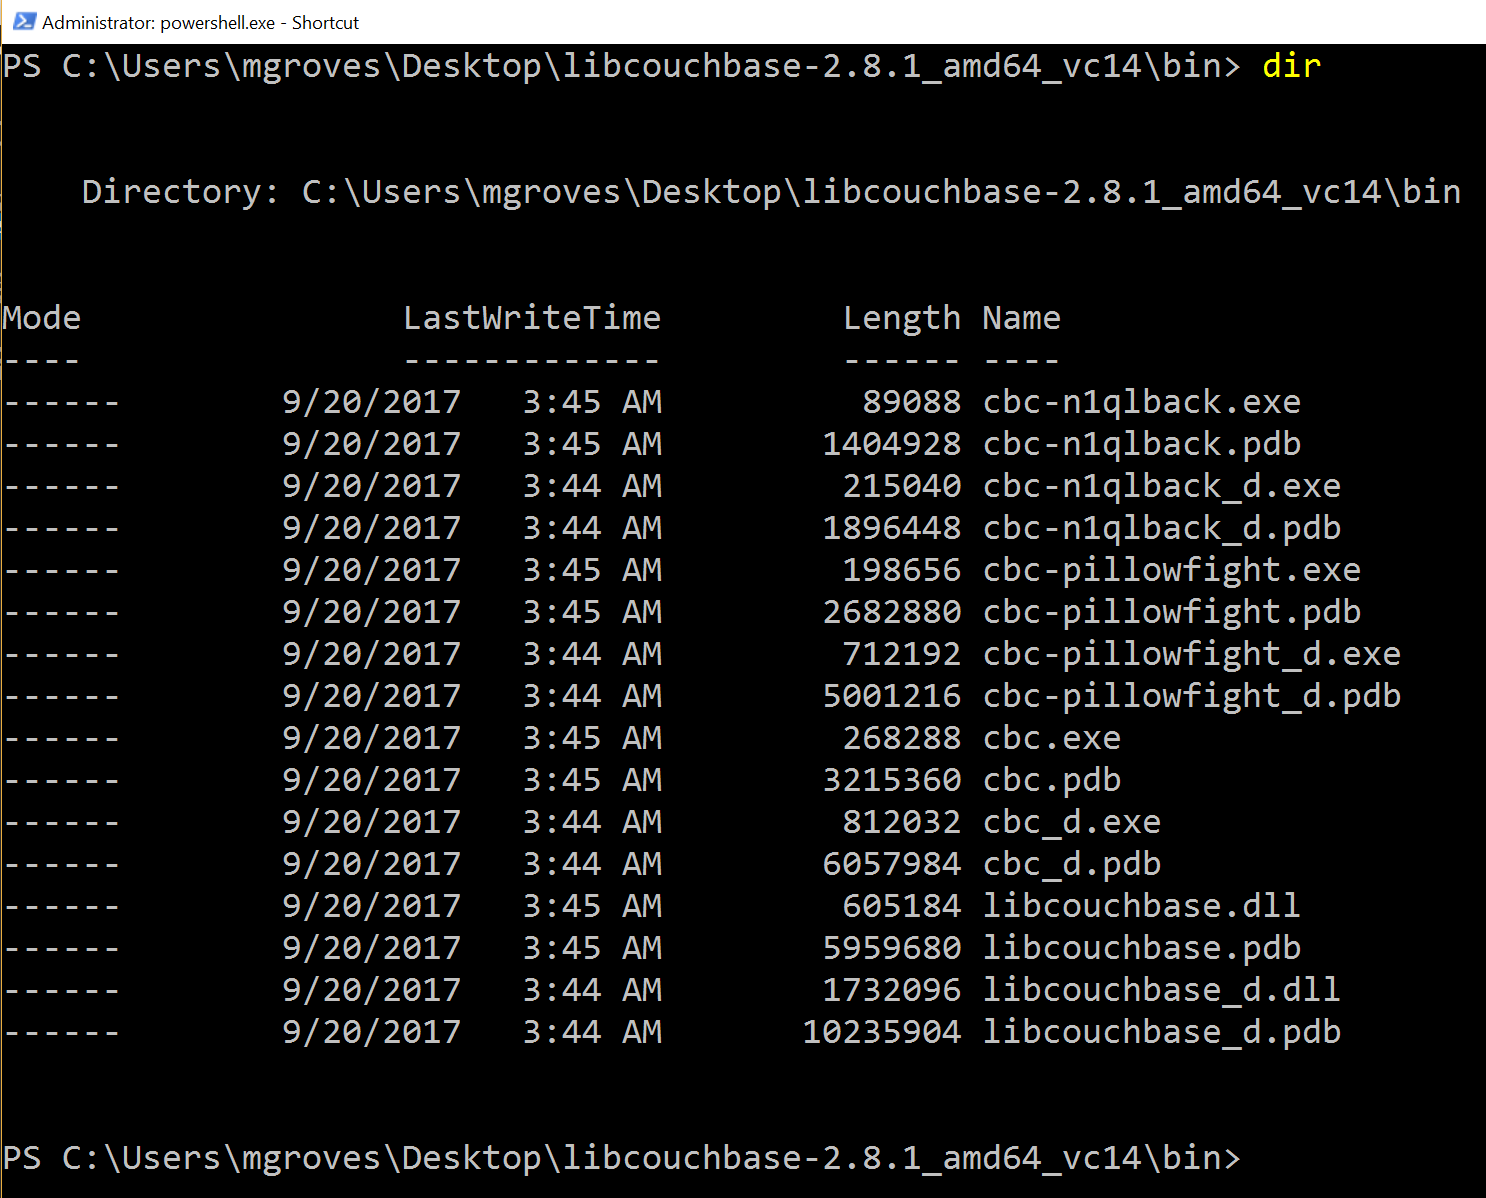 Administrator: powershell.exe - Shortcut
PS C:\Users\mgroves\Desktop\libcouchbase-2.8.1_amd64_vc14\bin> dir
Directory: C:\Users\mgroves\Desktop\libcouchbase-2.8.1_amd64_vc14\bin
Mode LastWriteTime Length Name
---- ------------- ------ ----
------ 9/20/2017 3:45 AM 89088 cbc-n1qlback.exe
------ 9/20/2017 3:45 AM 1404928 cbc-n1qlback.pdb
------ 9/20/2017 3:44 AM 215040 cbc-n1qlback_d.exe
------ 9/20/2017 3:44 AM 1896448 cbc-n1qlback_d.pdb
------ 9/20/2017 3:45 AM 198656 cbc-pillowfight.exe
------ 9/20/2017 3:45 AM 2682880 cbc-pillowfight.pdb
------ 9/20/2017 3:44 AM 712192 cbc-pillowfight_d.exe
------ 9/20/2017 3:44 AM 5001216 cbc-pillowfight_d.pdb
------ 9/20/2017 3:45 AM 268288 cbc.exe
------ 9/20/2017 3:45 AM 3215360 cbc.pdb
------ 9/20/2017 3:44 AM 812032 cbc_d.exe
------ 9/20/2017 3:44 AM 6057984 cbc_d.pdb
------ 9/20/2017 3:45 AM 605184 libcouchbase.dll
------ 9/20/2017 3:45 AM 5959680 libcouchbase.pdb
------ 9/20/2017 3:44 AM 1732096 libcouchbase_d.dll
------ 9/20/2017 3:44 AM 10235904 libcouchbase_d.pdb
PS C:\Users\mgroves\Desktop\libcouchbase-2.8.1_amd64_vc14\bin>